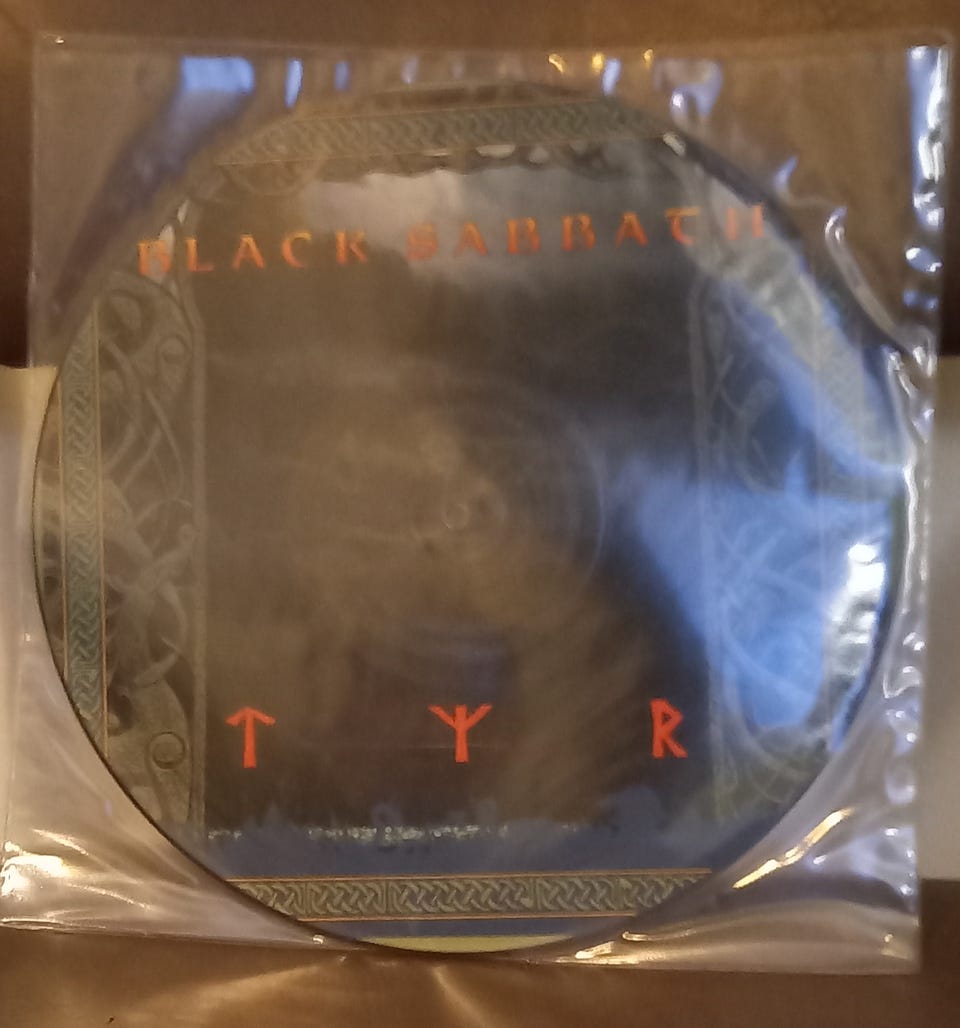 BLACK SABBATH
ᛏ ᛉ ᚱ